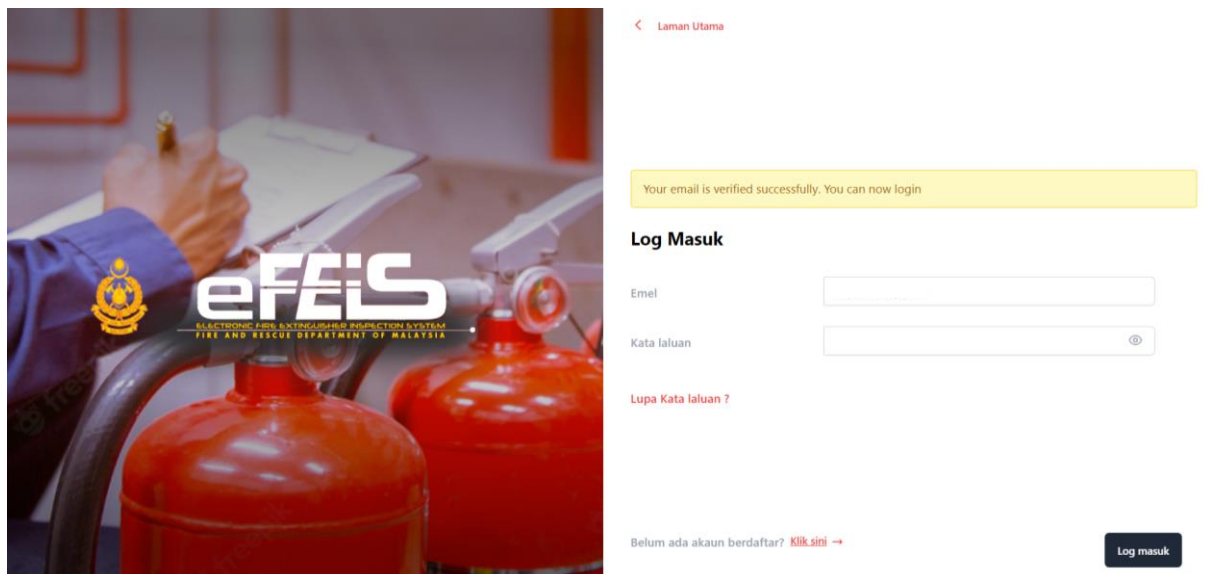 Laman Utama
Your email is verified successfully. You can now login
Log Masuk
Emel
Kata laluan
Lupa Kata laluan ?
Belum ada akaun berdaftar? Klik sini →
Log masuk
eFEiS
ELECTRONIC FIRE EXTINGUISHER INSPECTION SYSTEM
FIRE AND RESCUE DEPARTMENT OF MALAYSIA